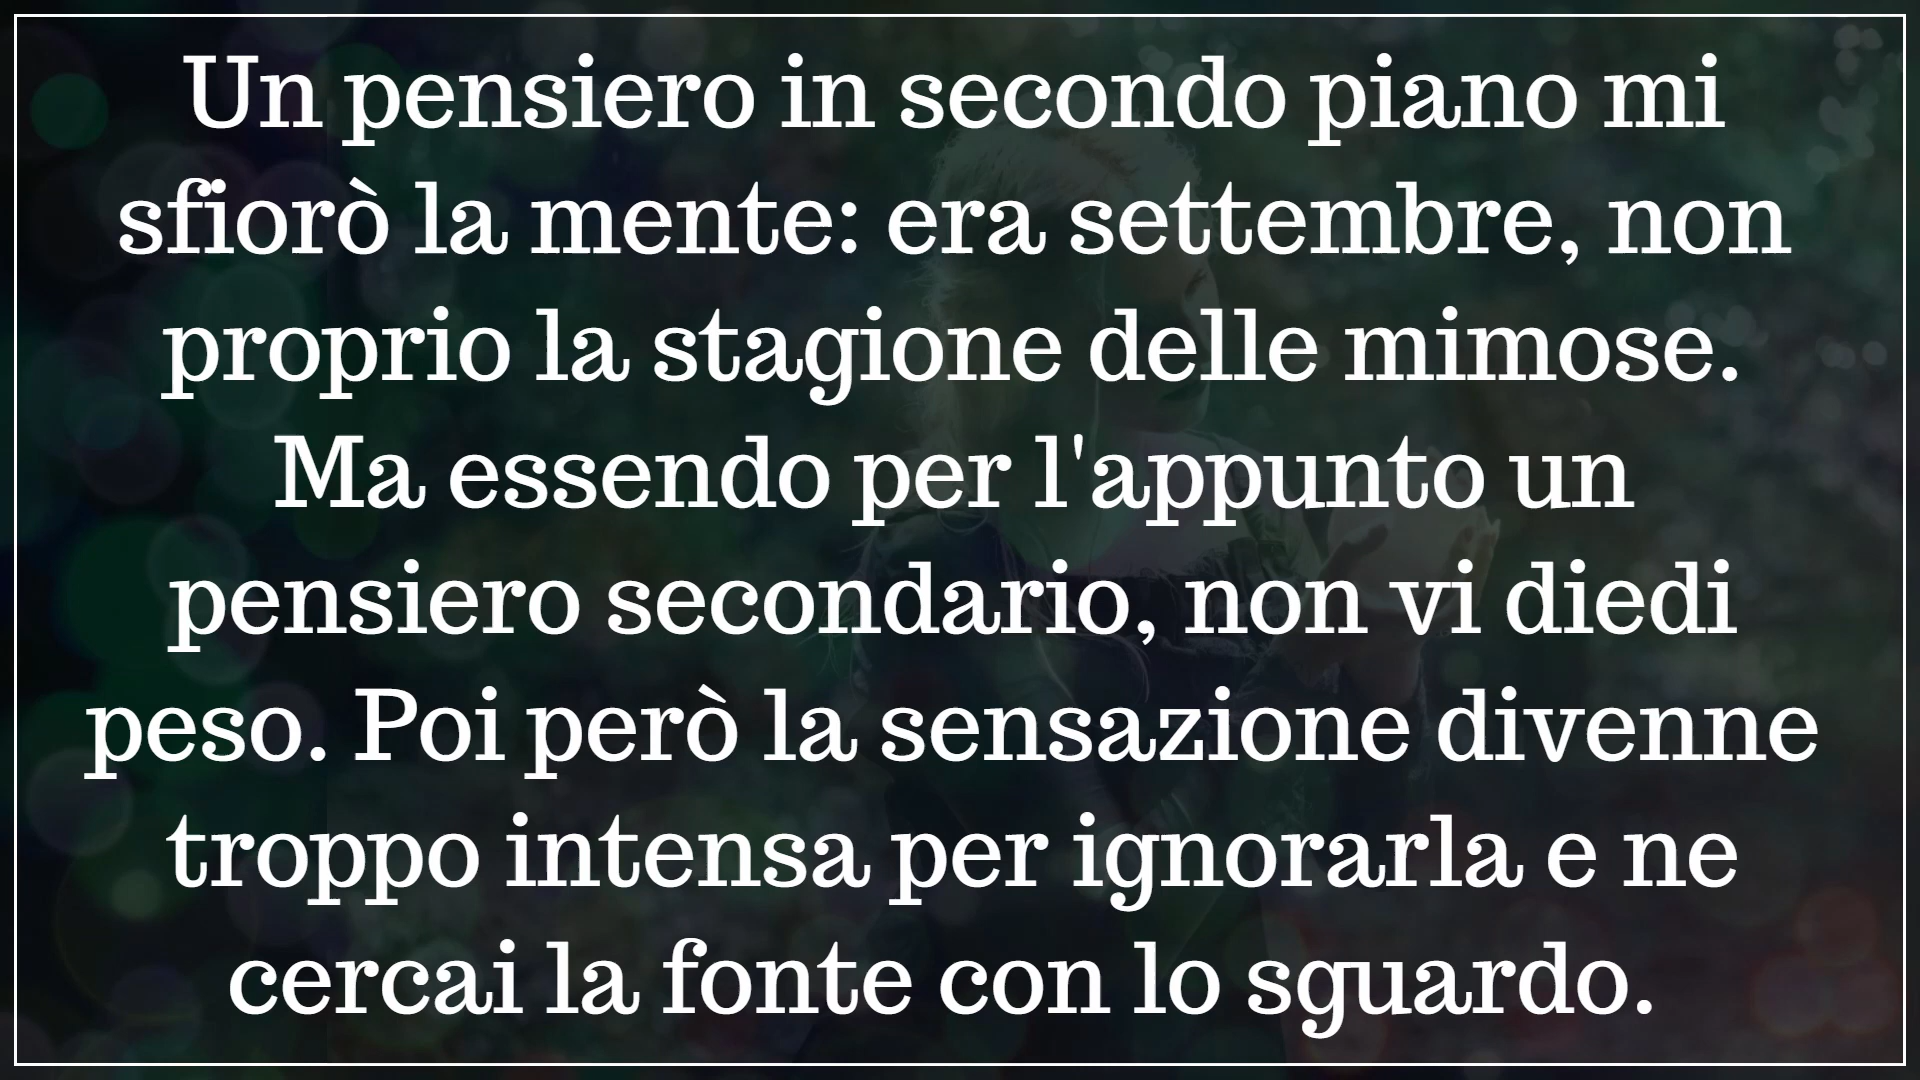 Un pensiero in secondo piano mi
sfiorò la mente: era settembre, non
proprio la stagione delle mimose.
Ma essendo per l'appunto un
pensiero secondario, non vi diedi
peso. Poi però la sensazione divenne
troppo intensa per ignorarla e ne
cercai la fonte con lo sguardo.